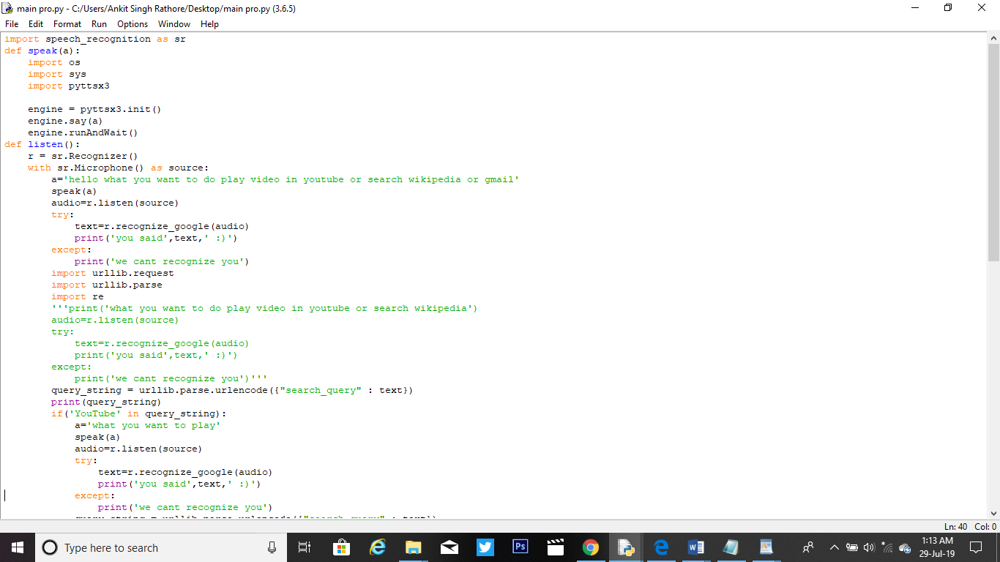 main pro.py - C:/Users/Ankit Singh Rathore/Desktop/main pro.py (3.6.5)
File Edit Format Run Options Window Help
import speech_recognition as sr
def speak(a):
    import os
    import sys
    import pyttsx3

    engine = pyttsx3.init()
    engine.say(a)
    engine.runAndWait()
def listen():
    r = sr.Recognizer()
    with sr.Microphone() as source:
        a='hello what you want to do play video in youtube or search wikipedia or gmail'
        speak(a)
        audio=r.listen(source)
        try:
            text=r.recognize_google(audio)
            print('you said',text,' :)')
        except:
            print('we cant recognize you')
        import urllib.request
        import urllib.parse
        import re
        '''print('what you want to do play video in youtube or search wikipedia')
        audio=r.listen(source)
        try:
            text=r.recognize_google(audio)
            print('you said',text,' :)')
        except:
            print('we cant recognize you')'''
        query_string = urllib.parse.urlencode({"search_query" : text})
        print(query_string)
        if('YouTube' in query_string):
            a='what you want to play'
            speak(a)
            audio=r.listen(source)
            try:
                text=r.recognize_google(audio)
                print('you said',text,' :)')
            except:
                print('we cant recognize you')
            query_string = urllib.parse.urlencode({"search_query" : text})
Ln: 40 Col: 0
Type here to search
Ps
1:13 AM
29-Jul-19